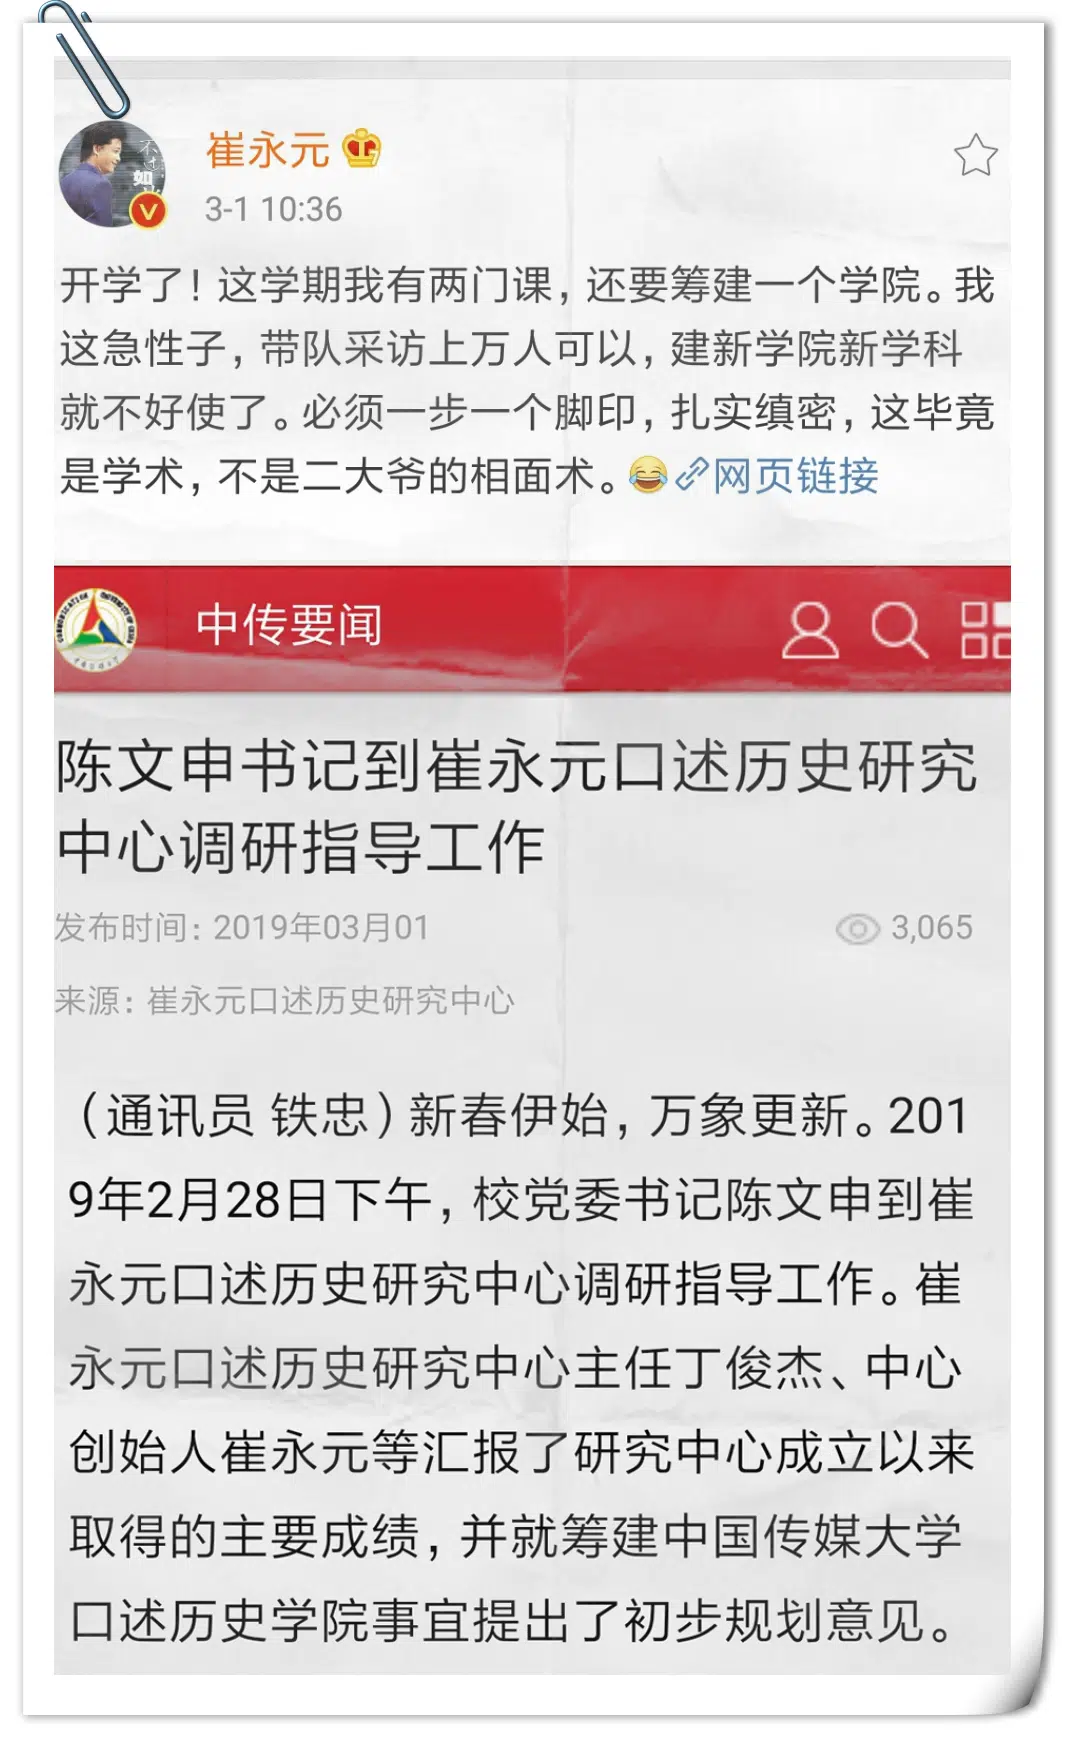 崔永元
3-1 10:36
开学了！这学期我有两门课，还要筹建一个学院。我
这急性子，带队采访上万人可以，建新学院新学科
就不好使了。必须一步一个脚印，扎实缜密，这毕竟
是学术，不是二大爷的相面术。😂网页链接
中传要闻
陈文申书记到崔永元口述历史研究
中心调研指导工作
发布时间：2019年03月01 3,065
来源：崔永元口述历史研究中心
（通讯员 铁忠）新春伊始，万象更新。201
9年2月28日下午，校党委书记陈文申到崔
永元口述历史研究中心调研指导工作。崔
永元口述历史研究中心主任丁俊杰、中心
创始人崔永元等汇报了研究中心成立以来
取得的主要成绩，并就筹建中国传媒大学
口述历史学院事宜提出了初步规划意见。